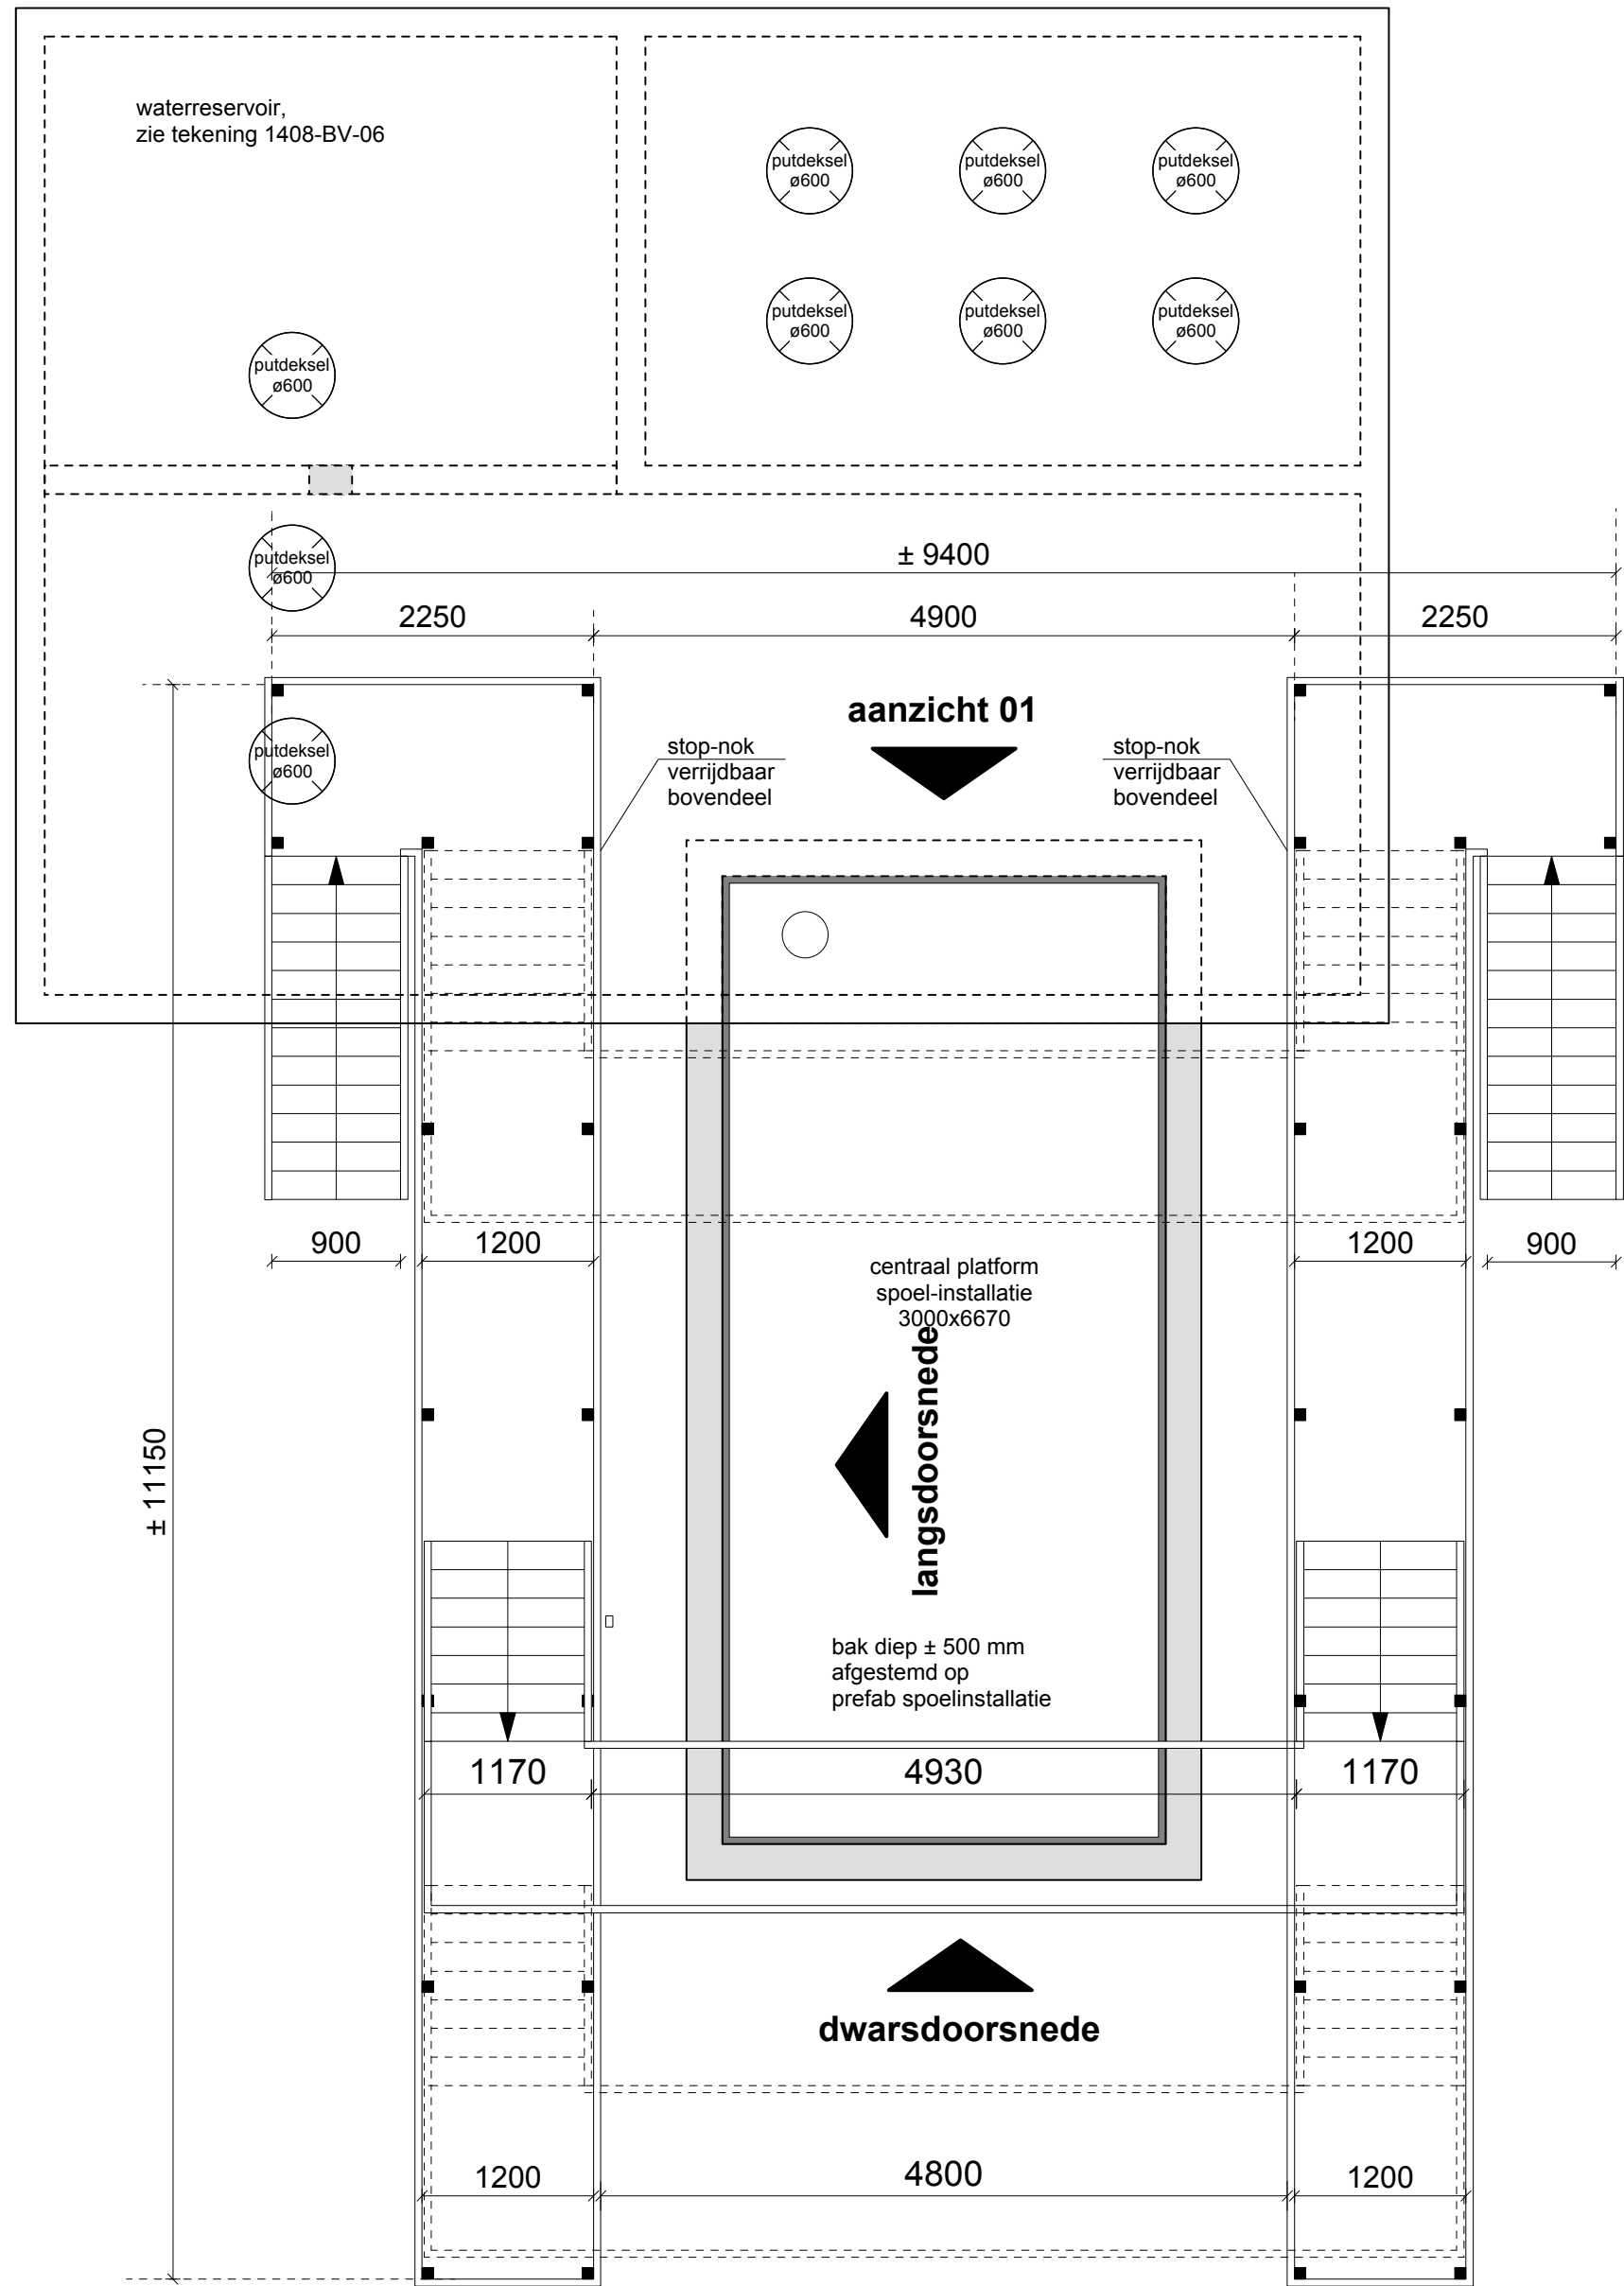 waterreservoir,
zie tekening 1408-BV-06
putdeksel
ø600
putdeksel
ø600
putdeksel
ø600
putdeksel
ø600
putdeksel
ø600
putdeksel
ø600
putdeksel
ø600
putdeksel
ø600
± 9400
2250
4900
2250
aanzicht 01
putdeksel
ø600
stop-nok
verrijdbaar
bovendeel
stop-nok
verrijdbaar
bovendeel
900
1200
1200
900
centraal platform
spoel-installatie
3000x6670
langsdoorsnede
± 11150
bak diep ± 500 mm
afgestemd op
prefab spoelinstallatie
1170
4930
1170
dwarsdoorsnede
1200
4800
1200